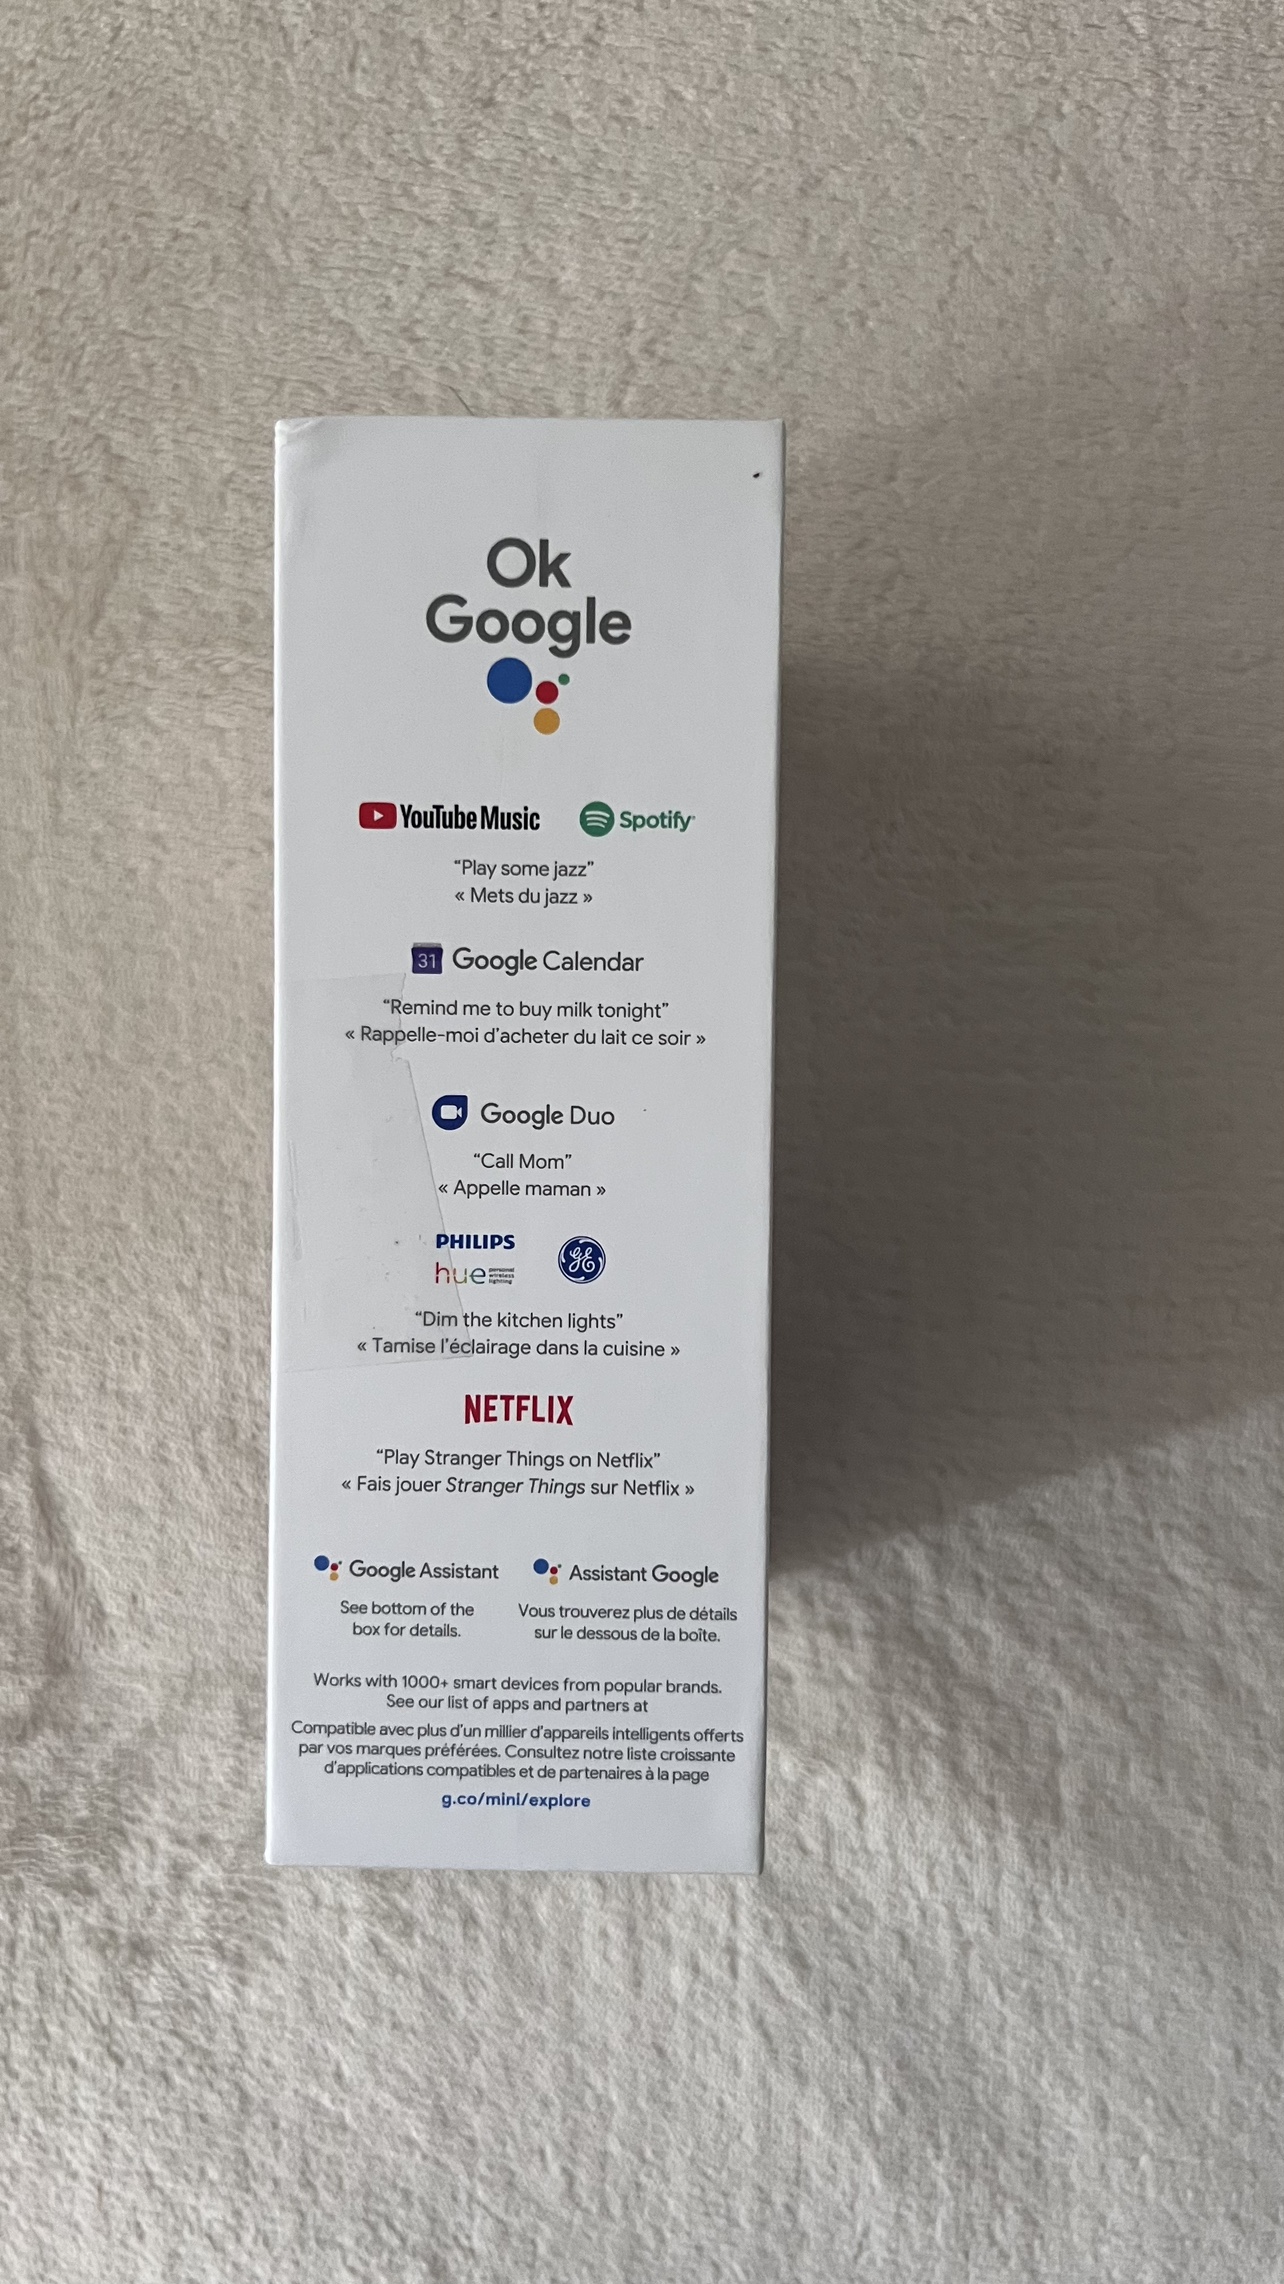 Ok
Google
YouTube Music Spotify
“Play some jazz”
« Mets du jazz »
31 Google Calendar
“Remind me to buy milk tonight”
« Rappelle-moi d’acheter du lait ce soir »
Google Duo
“Call Mom”
« Appelle maman »
PHILIPS
hue personal wireless lighting
GE
“Dim the kitchen lights”
« Tamise l’éclairage dans la cuisine »
NETFLIX
“Play Stranger Things on Netflix”
« Fais jouer Stranger Things sur Netflix »
Google Assistant
See bottom of the
box for details.
Assistant Google
Vous trouverez plus de détails
sur le dessous de la boîte.
Works with 1000+ smart devices from popular brands.
See our list of apps and partners at
Compatible avec plus d’un millier d’appareils intelligents offerts
par vos marques préférées. Consultez notre liste croissante
d’applications compatibles et de partenaires à la page
g.co/mini/explore